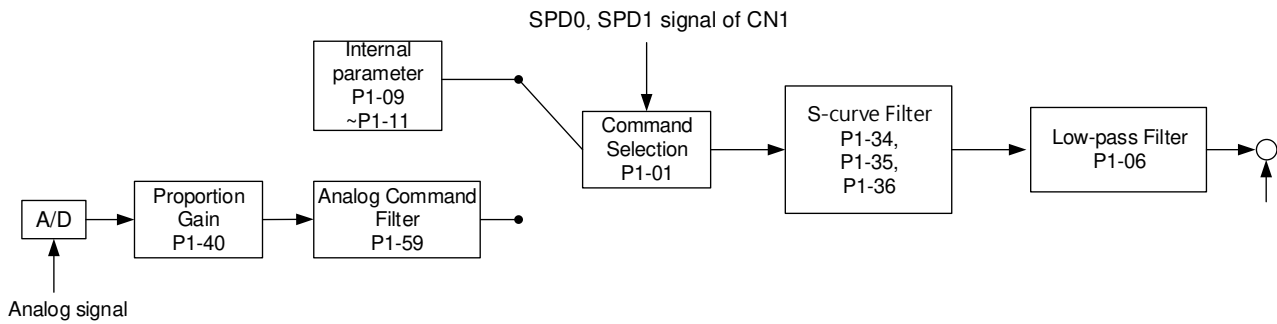 SPD0, SPD1 signal of CN1
Internal
parameter
P1-09
~P1-11
Command
Selection
P1-01
S-curve Filter
P1-34,
P1-35,
P1-36
Low-pass Filter
P1-06
A/D
Proportion
Gain
P1-40
Analog Command
Filter
P1-59
Analog signal